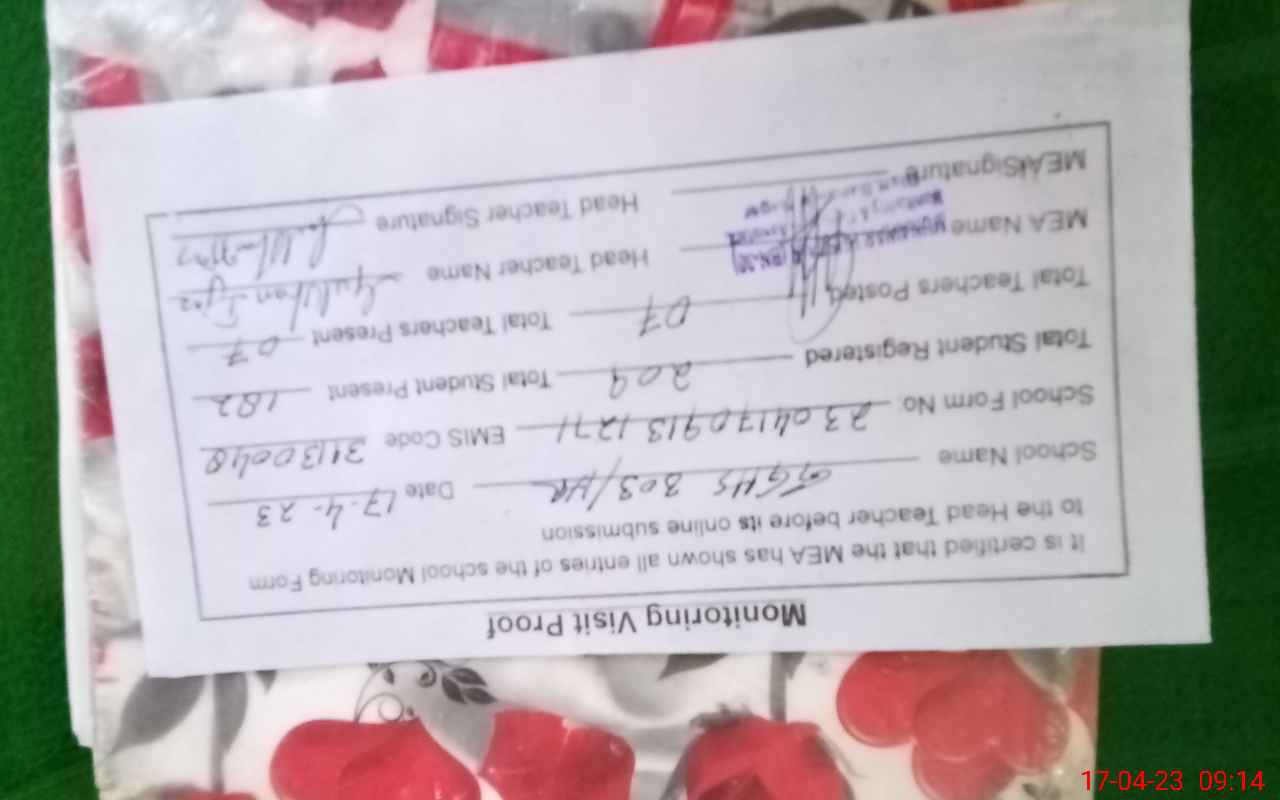 Monitoring Visit Proof
It is certified that the MEA has shown all entries of the school Monitoring Form
to the Head Teacher before its online submission
School Name GGHS 303/HR Date 17-4-23
School Form No. 23041709131271 EMIS Code 31130048
Total Student Registered 209 Total Student Present 182
Total Teachers Posted 07 Total Teachers Present 07
MEA Name Head Teacher Name
MEA Signature Head Teacher Signature
17-04-23 09:14